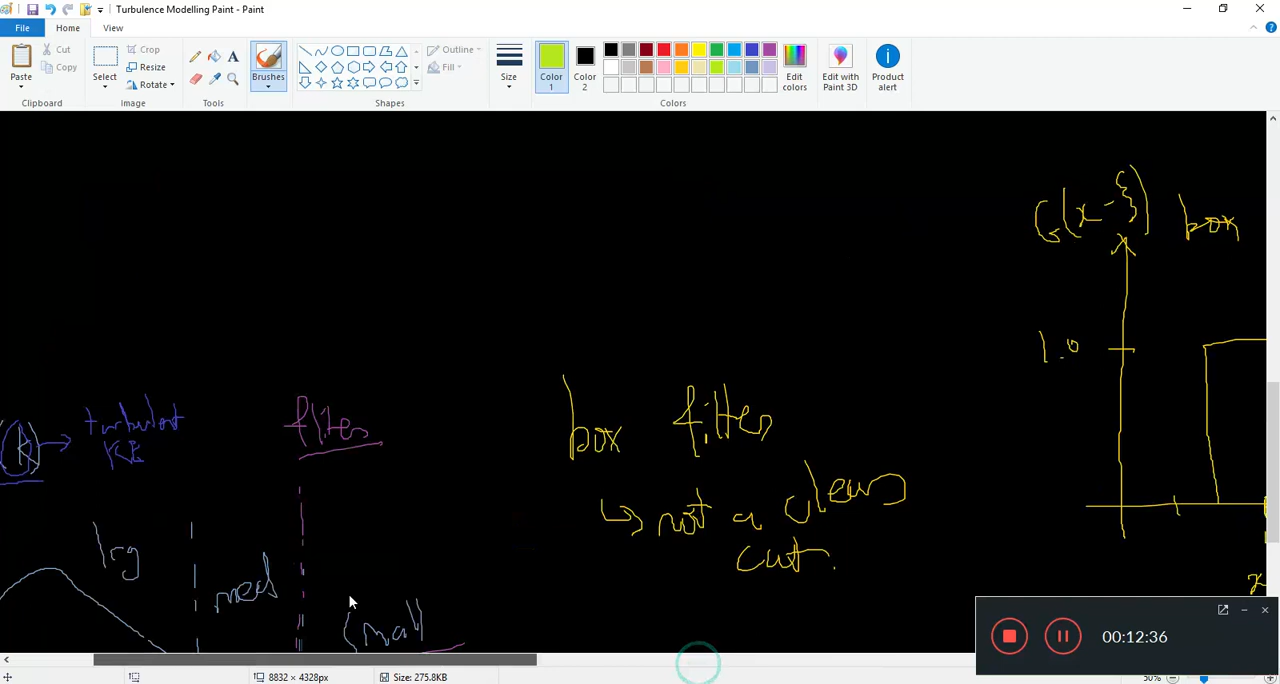 Turbulence Modelling Paint - Paint
File Home View
Paste
Cut
Copy
Clipboard
Select
Crop
Resize
Rotate
Image
Tools
Brushes
Shapes
Outline
Fill
Size
Color 1
Color 2
Colors
Edit colors
Edit with Paint 3D
Product alert
G(x-ξ) box
1.0
turbulent
KE
k
filter
box filter
↳ not a clean
cut.
med
small
x
00:12:36
8832 × 4328px
Size: 275.8KB
50%